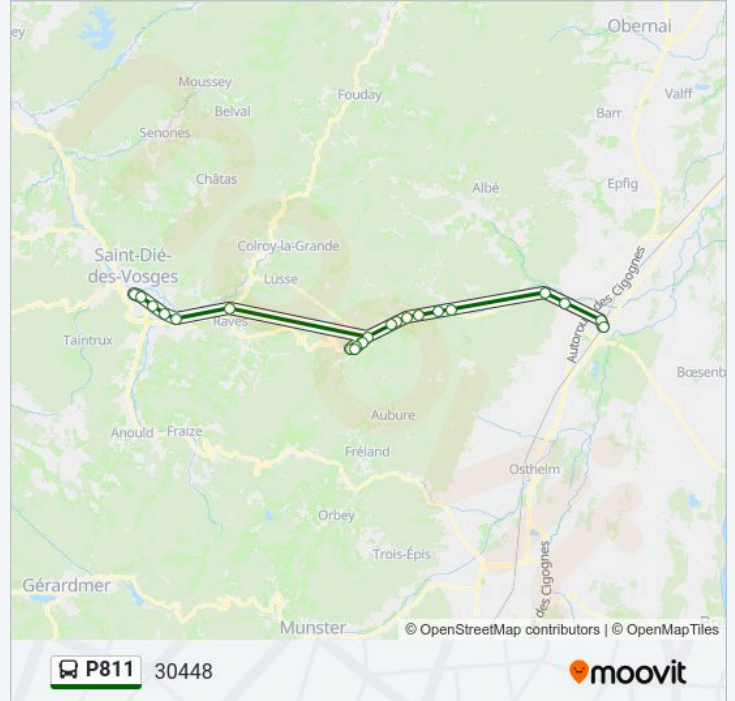 Obernai
ey
Moussey
Valff
Fouday
Belval
Barr
Senones
Châtas
Albé
Epfig
Saint-Dié-
des-Vosges
Colroy-la-Grande
Lusse
Autoroute des Cigognes
Raves
Taintrux
Bœsenb
Aubure
Anould
Fraize
Fréland
Ostheim
Orbey
Trois-Épis
des Cigognes
Gérardmer
Munster
© OpenStreetMap contributors | © OpenMapTiles
P811 30448
moovit